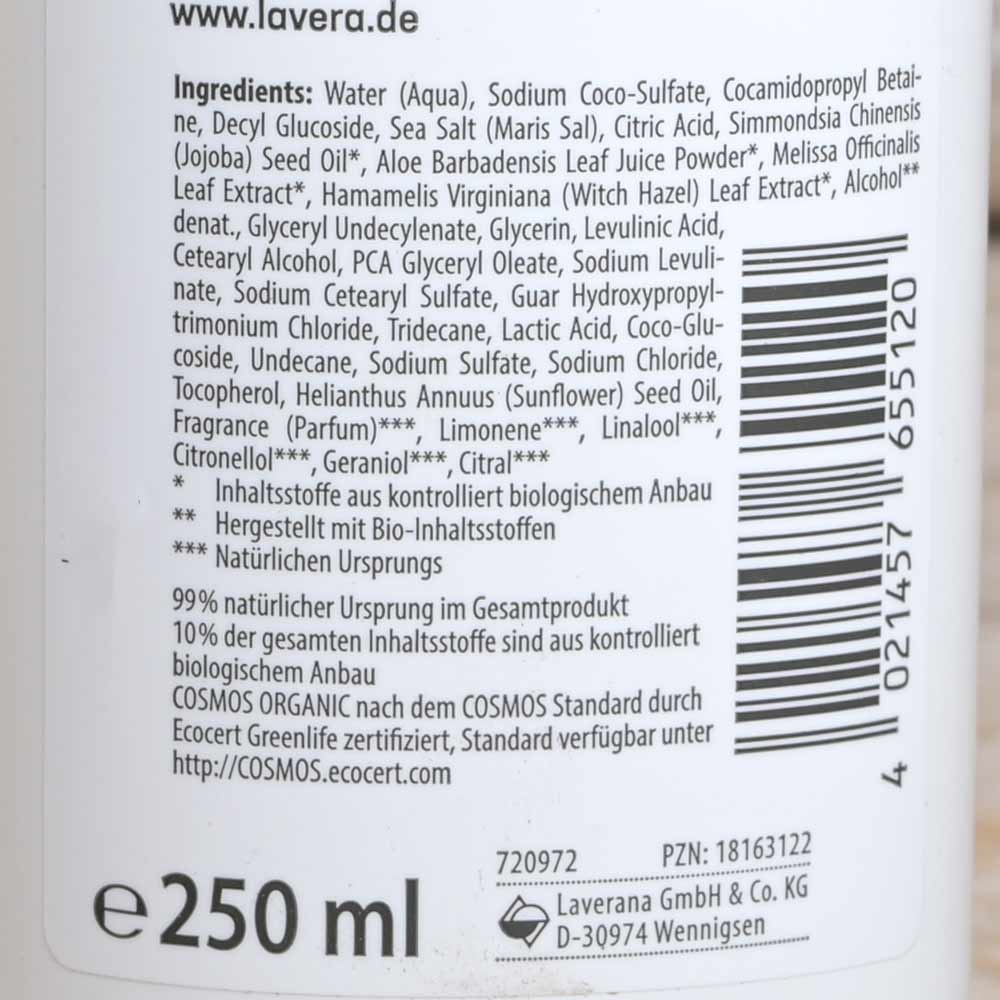 www.lavera.de
Ingredients: Water (Aqua), Sodium Coco-Sulfate, Cocamidopropyl Betai-
ne, Decyl Glucoside, Sea Salt (Maris Sal), Citric Acid, Simmondsia Chinensis
(Jojoba) Seed Oil*, Aloe Barbadensis Leaf Juice Powder*, Melissa Officinalis
Leaf Extract*, Hamamelis Virginiana (Witch Hazel) Leaf Extract*, Alcohol**
denat., Glyceryl Undecylenate, Glycerin, Levulinic Acid,
Cetearyl Alcohol, PCA Glyceryl Oleate, Sodium Levuli-
nate, Sodium Cetearyl Sulfate, Guar Hydroxypropyl-
trimonium Chloride, Tridecane, Lactic Acid, Coco-Glu-
coside, Undecane, Sodium Sulfate, Sodium Chloride,
Tocopherol, Helianthus Annuus (Sunflower) Seed Oil,
Fragrance (Parfum)***, Limonene***, Linalool***,
Citronellol***, Geraniol***, Citral***
* Inhaltsstoffe aus kontrolliert biologischem Anbau
** Hergestellt mit Bio-Inhaltsstoffen
*** Natürlichen Ursprungs
99% natürlicher Ursprung im Gesamtprodukt
10% der gesamten Inhaltsstoffe sind aus kontrolliert
biologischem Anbau
COSMOS ORGANIC nach dem COSMOS Standard durch
Ecocert Greenlife zertifiziert, Standard verfügbar unter
http://COSMOS.ecocert.com
4 021457 655120
e 250 ml
720972 PZN: 18163122
Laverana GmbH & Co. KG
D-30974 Wennigsen